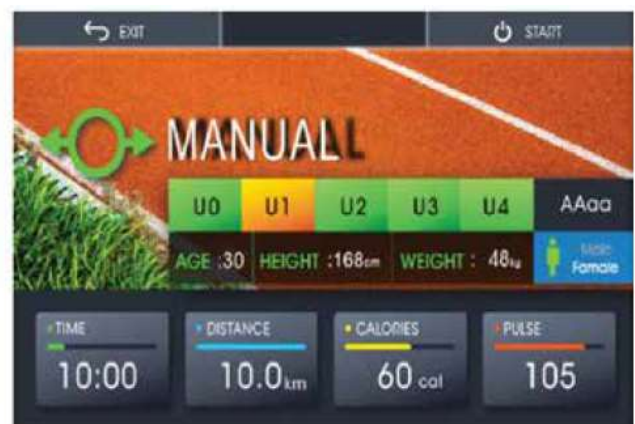 EXIT
START
MANUAL
U0 U1 U2 U3 U4 AAaa
AGE :30 HEIGHT :168cm WEIGHT : 48kg Male
Famale
TIME DISTANCE CALORIES PULSE
10:00 10.0km 60 cal 105